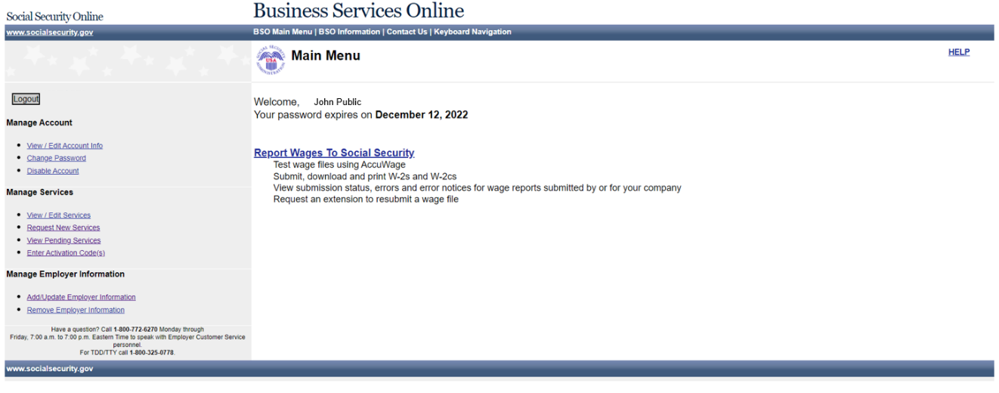 Social Security Online
Business Services Online
www.socialsecurity.gov
BSO Main Menu | BSO Information | Contact Us | Keyboard Navigation
SOCIAL SECURITY ADMINISTRATION
USA
Main Menu
HELP
Logout
Manage Account
View / Edit Account Info
Change Password
Disable Account
Manage Services
View / Edit Services
Request New Services
View Pending Services
Enter Activation Code(s)
Manage Employer Information
Add/Update Employer Information
Remove Employer Information
Have a question? Call 1-800-772-6270 Monday through
Friday, 7:00 a.m. to 7:00 p.m. Eastern Time to speak with Employer Customer Service
personnel.
For TDD/TTY call 1-800-325-0778.
Welcome, John Public
Your password expires on December 12, 2022
Report Wages To Social Security
Test wage files using AccuWage
Submit, download and print W-2s and W-2cs
View submission status, errors and error notices for wage reports submitted by or for your company
Request an extension to resubmit a wage file
www.socialsecurity.gov